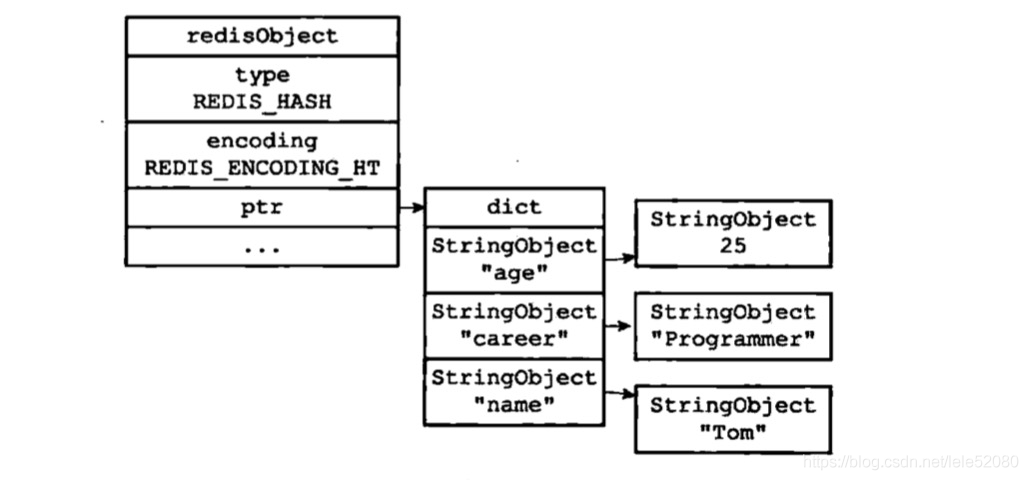 redisObject
type
REDIS_HASH
encoding
REDIS_ENCODING_HT
ptr
...
dict
StringObject
"age"
StringObject
"career"
StringObject
"name"
StringObject
25
StringObject
"Programmer"
StringObject
"Tom"
https://blog.csdn.net/lele52080